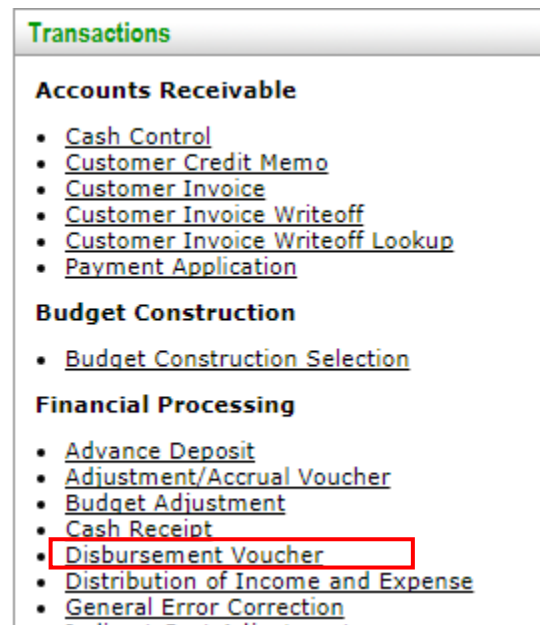 Transactions
Accounts Receivable
Cash Control
Customer Credit Memo
Customer Invoice
Customer Invoice Writeoff
Customer Invoice Writeoff Lookup
Payment Application
Budget Construction
Budget Construction Selection
Financial Processing
Advance Deposit
Adjustment/Accrual Voucher
Budget Adjustment
Cash Receipt
Disbursement Voucher
Distribution of Income and Expense
General Error Correction